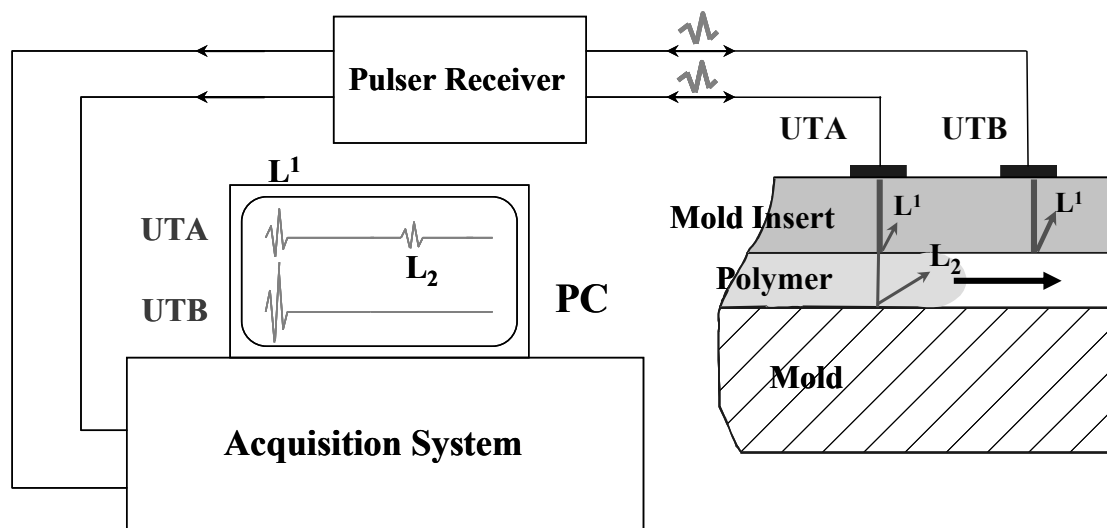 Pulser Receiver
UTA
UTB
L¹
UTA
L₂
UTB
PC
Acquisition System
Mold Insert
L¹
L¹
Polymer
L₂
Mold